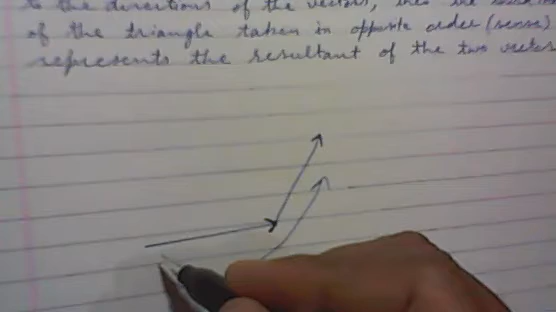 to the directions of the vectors, then the
of the triangle taken in opposite order (sense)
represents the resultant of the two vectors